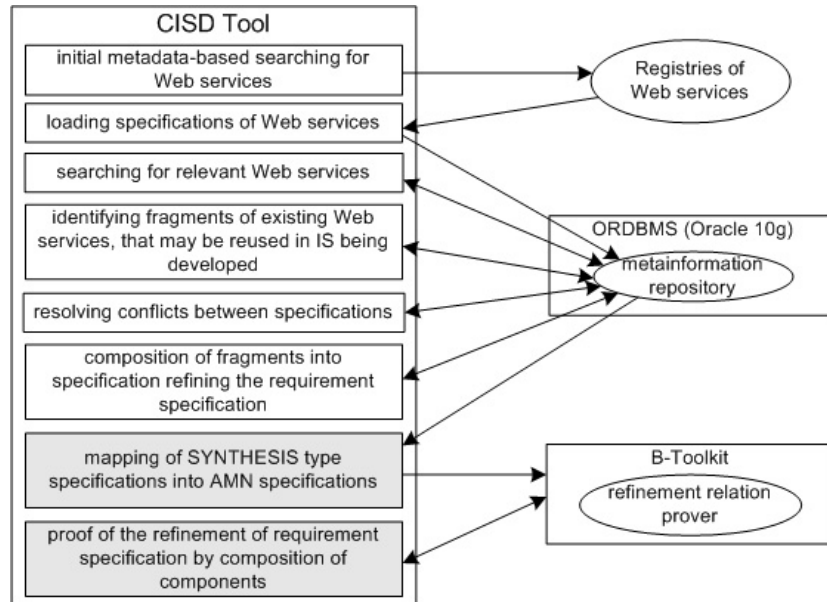 CISD Tool
initial metadata-based searching for
Web services
loading specifications of Web services
searching for relevant Web services
identifying fragments of existing Web
services, that may be reused in IS being
developed
resolving conflicts between specifications
composition of fragments into
specification refining the requirement
specification
mapping of SYNTHESIS type
specifications into AMN specifications
proof of the refinement of requirement
specification by composition of
components
Registries of
Web services
ORDBMS (Oracle 10g)
metainformation
repository
B-Toolkit
refinement relation
prover